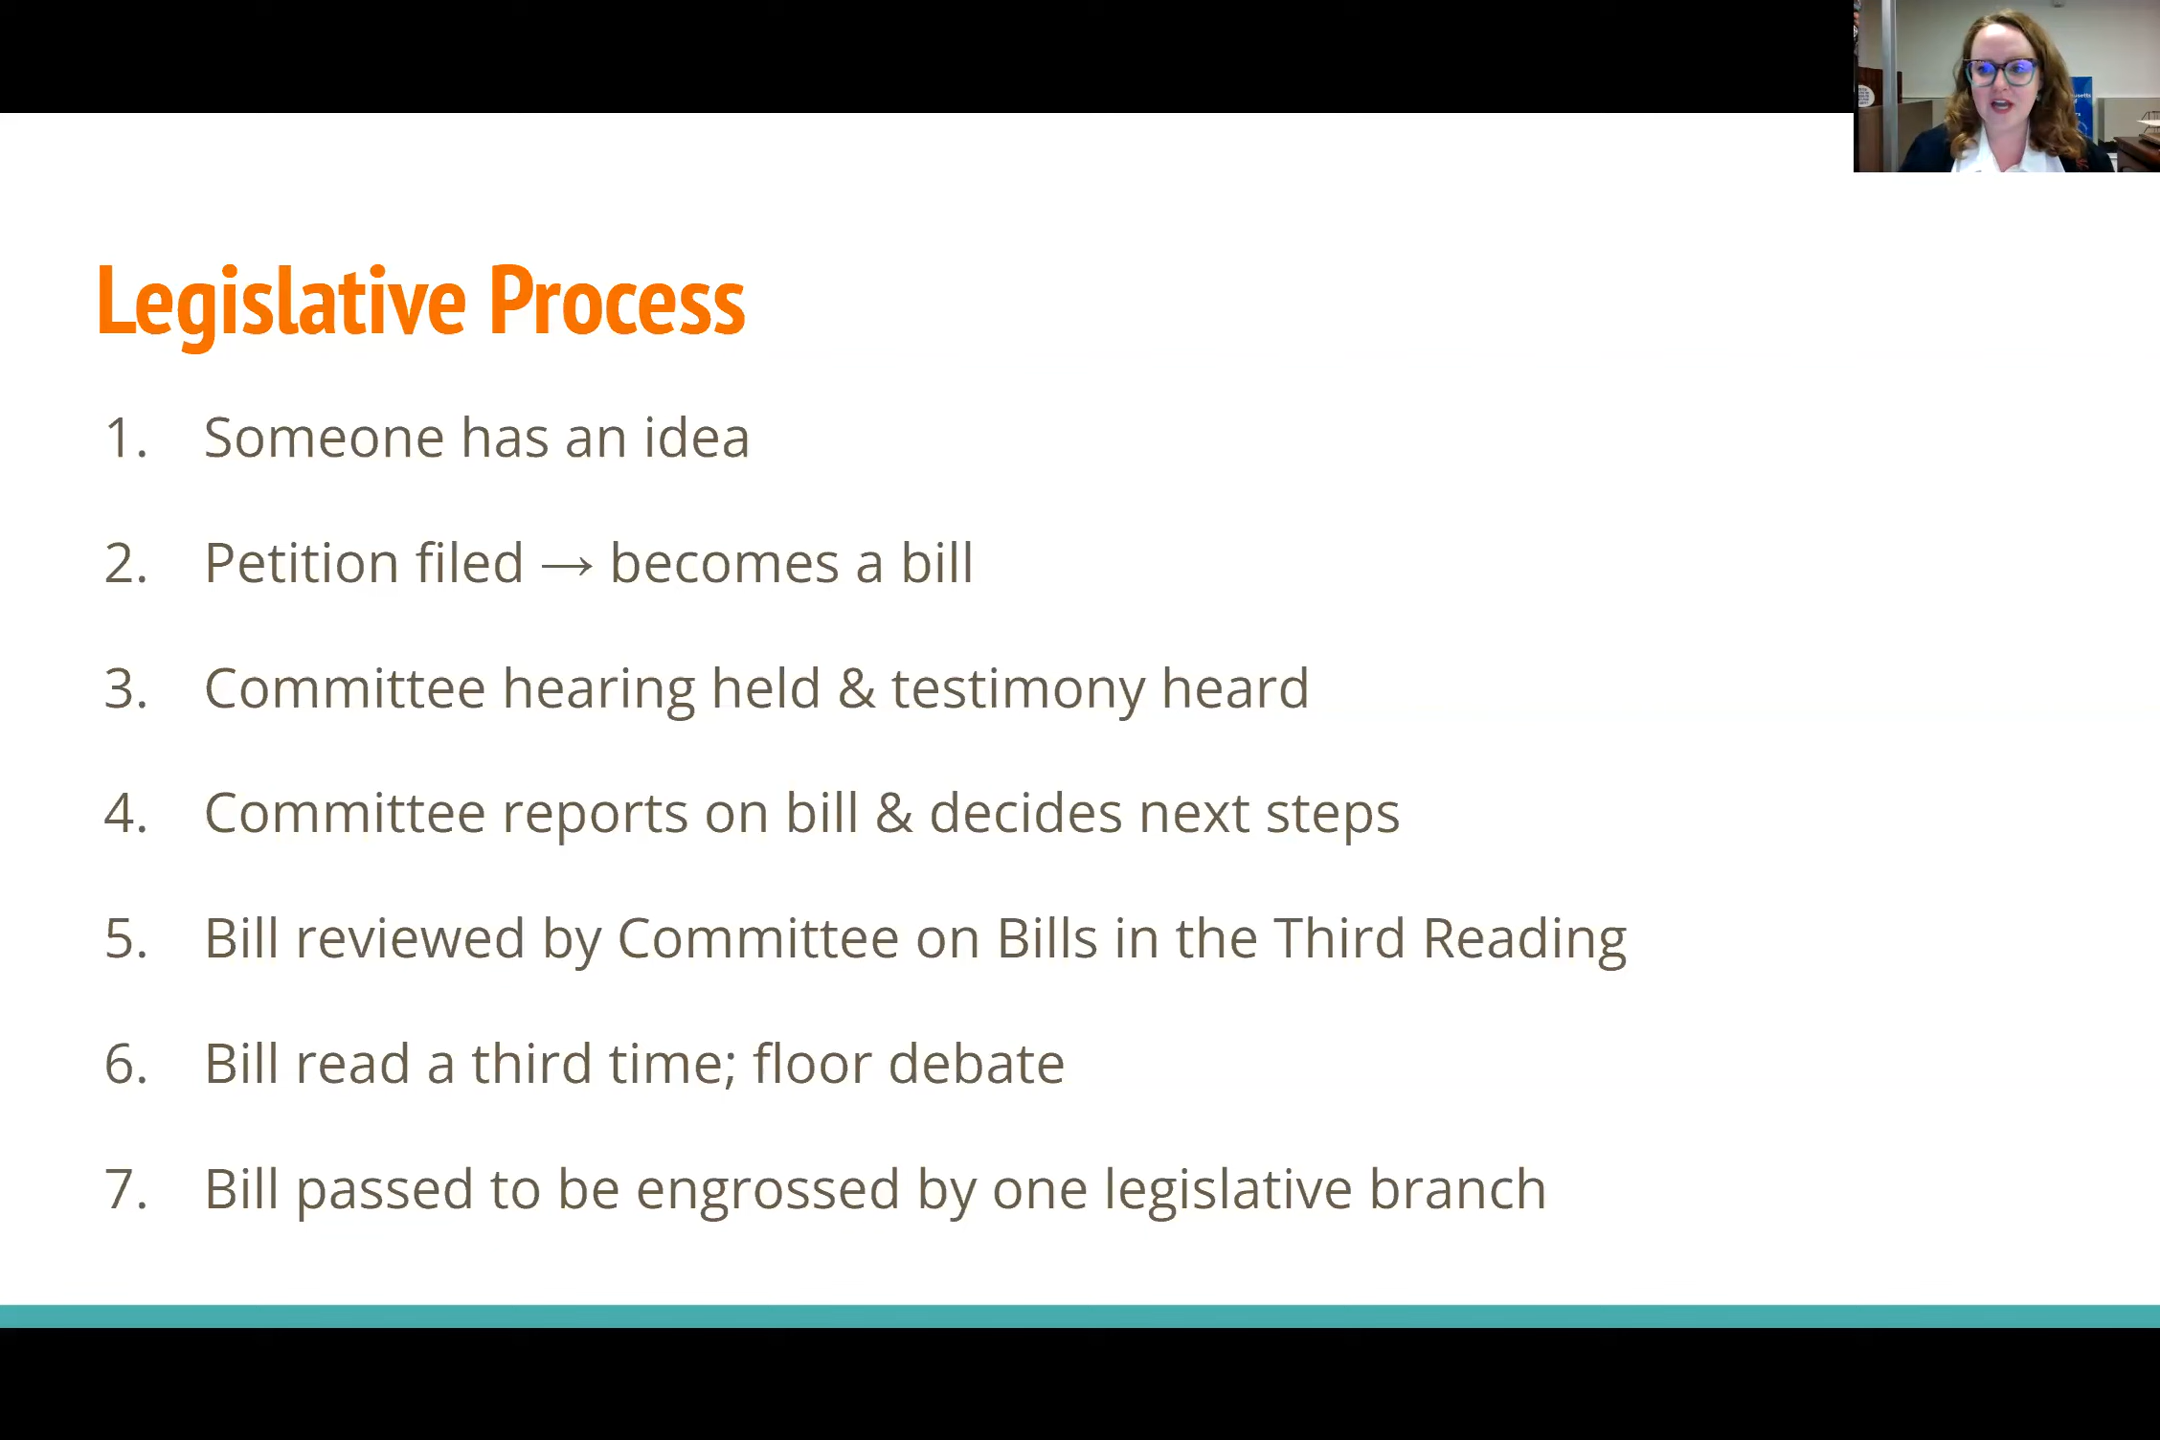 Legislative Process
1. Someone has an idea
2. Petition filed → becomes a bill
3. Committee hearing held & testimony heard
4. Committee reports on bill & decides next steps
5. Bill reviewed by Committee on Bills in the Third Reading
6. Bill read a third time; floor debate
7. Bill passed to be engrossed by one legislative branch